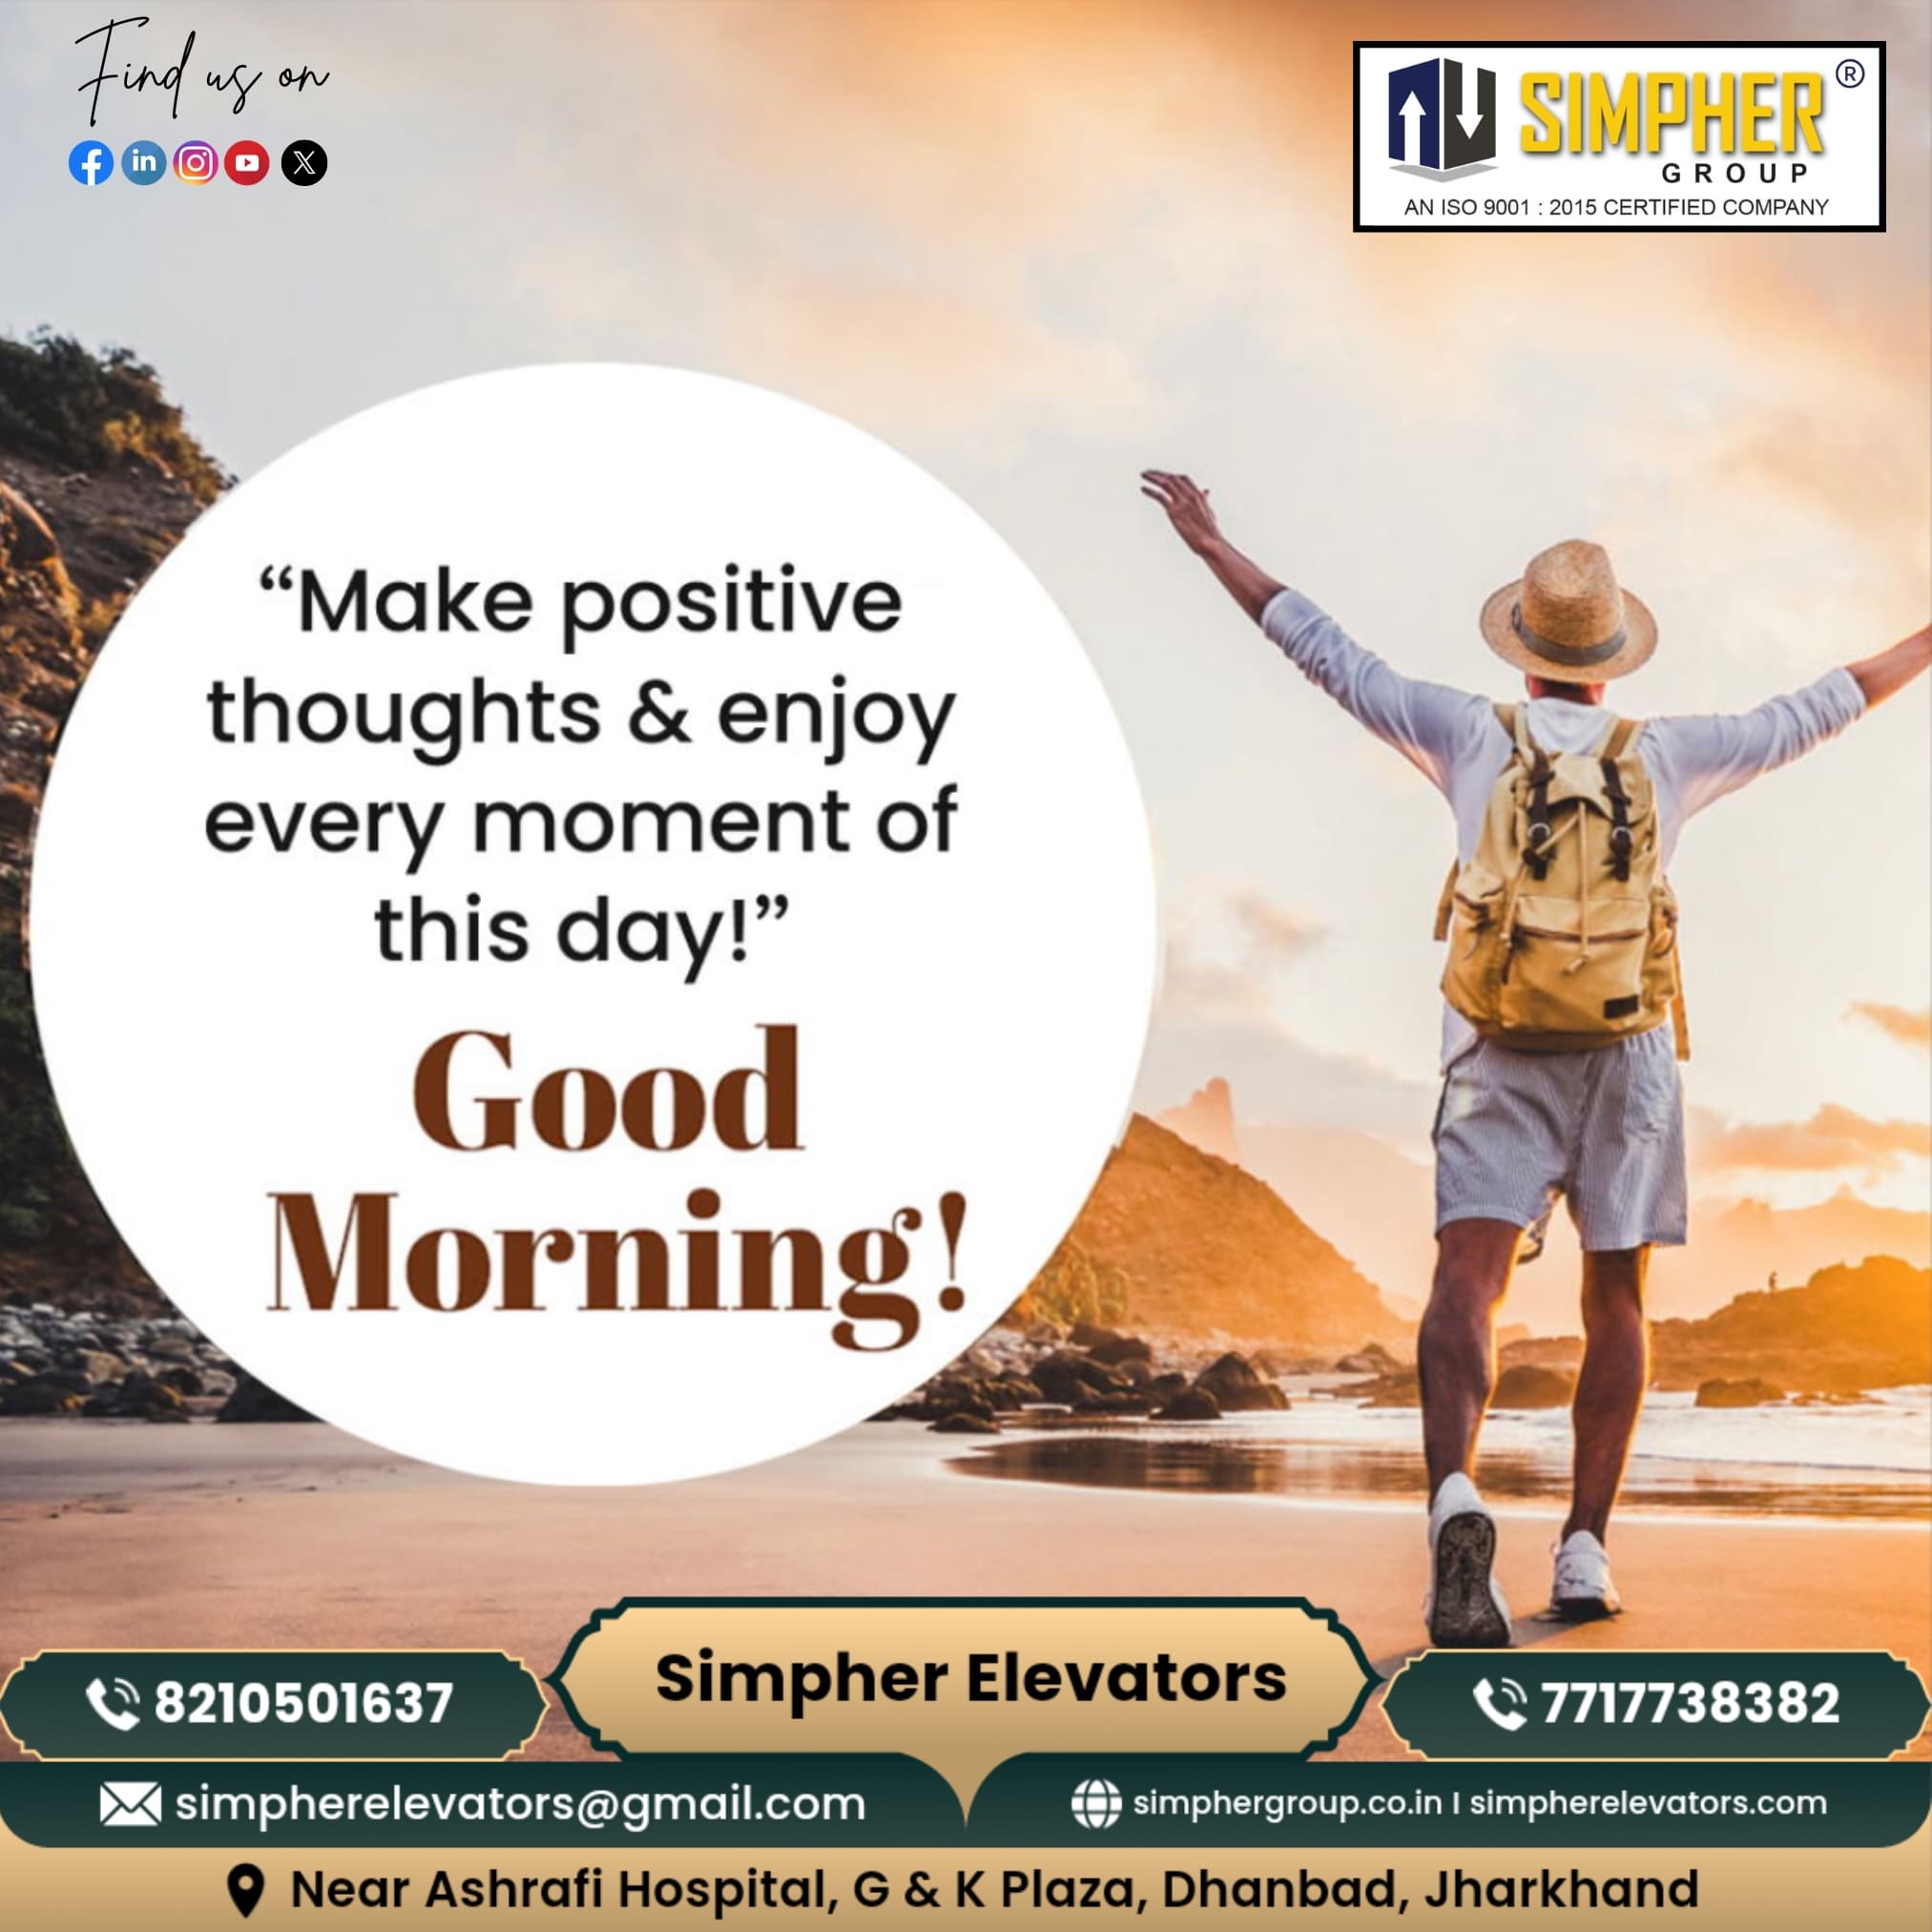 Find us on
SIMPHER ®
GROUP
AN ISO 9001 : 2015 CERTIFIED COMPANY
“Make positive
thoughts & enjoy
every moment of
this day!”
Good
Morning!
Simpher Elevators
8210501637
7717738382
simpherelevators@gmail.com
simphergroup.co.in I simpherelevators.com
Near Ashrafi Hospital, G & K Plaza, Dhanbad, Jharkhand